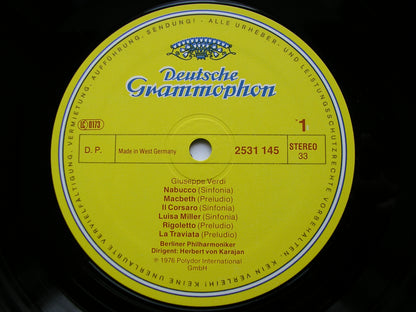 ALLE URHEBER- UND LEISTUNGSSCHUTZRECHTE VORBEHALTEN · KEIN VERLEIH! KEINE UNERLAUBTE VERVIELFÄLTIGUNG, VERMIETUNG, AUFFÜHRUNG, SENDUNG!
Deutsche
Grammophon
LC 0173
1
D. P.
Made in West Germany
2531 145
STEREO
33
Giuseppe Verdi
Nabucco (Sinfonia)
Macbeth (Preludio)
Il Corsaro (Preludio)
Luisa Miller (Sinfonia)
Rigoletto (Preludio)
La Traviata (Preludio)
Berliner Philharmoniker
Dirigent: Herbert von Karajan
℗ 1976 Polydor International
GmbH